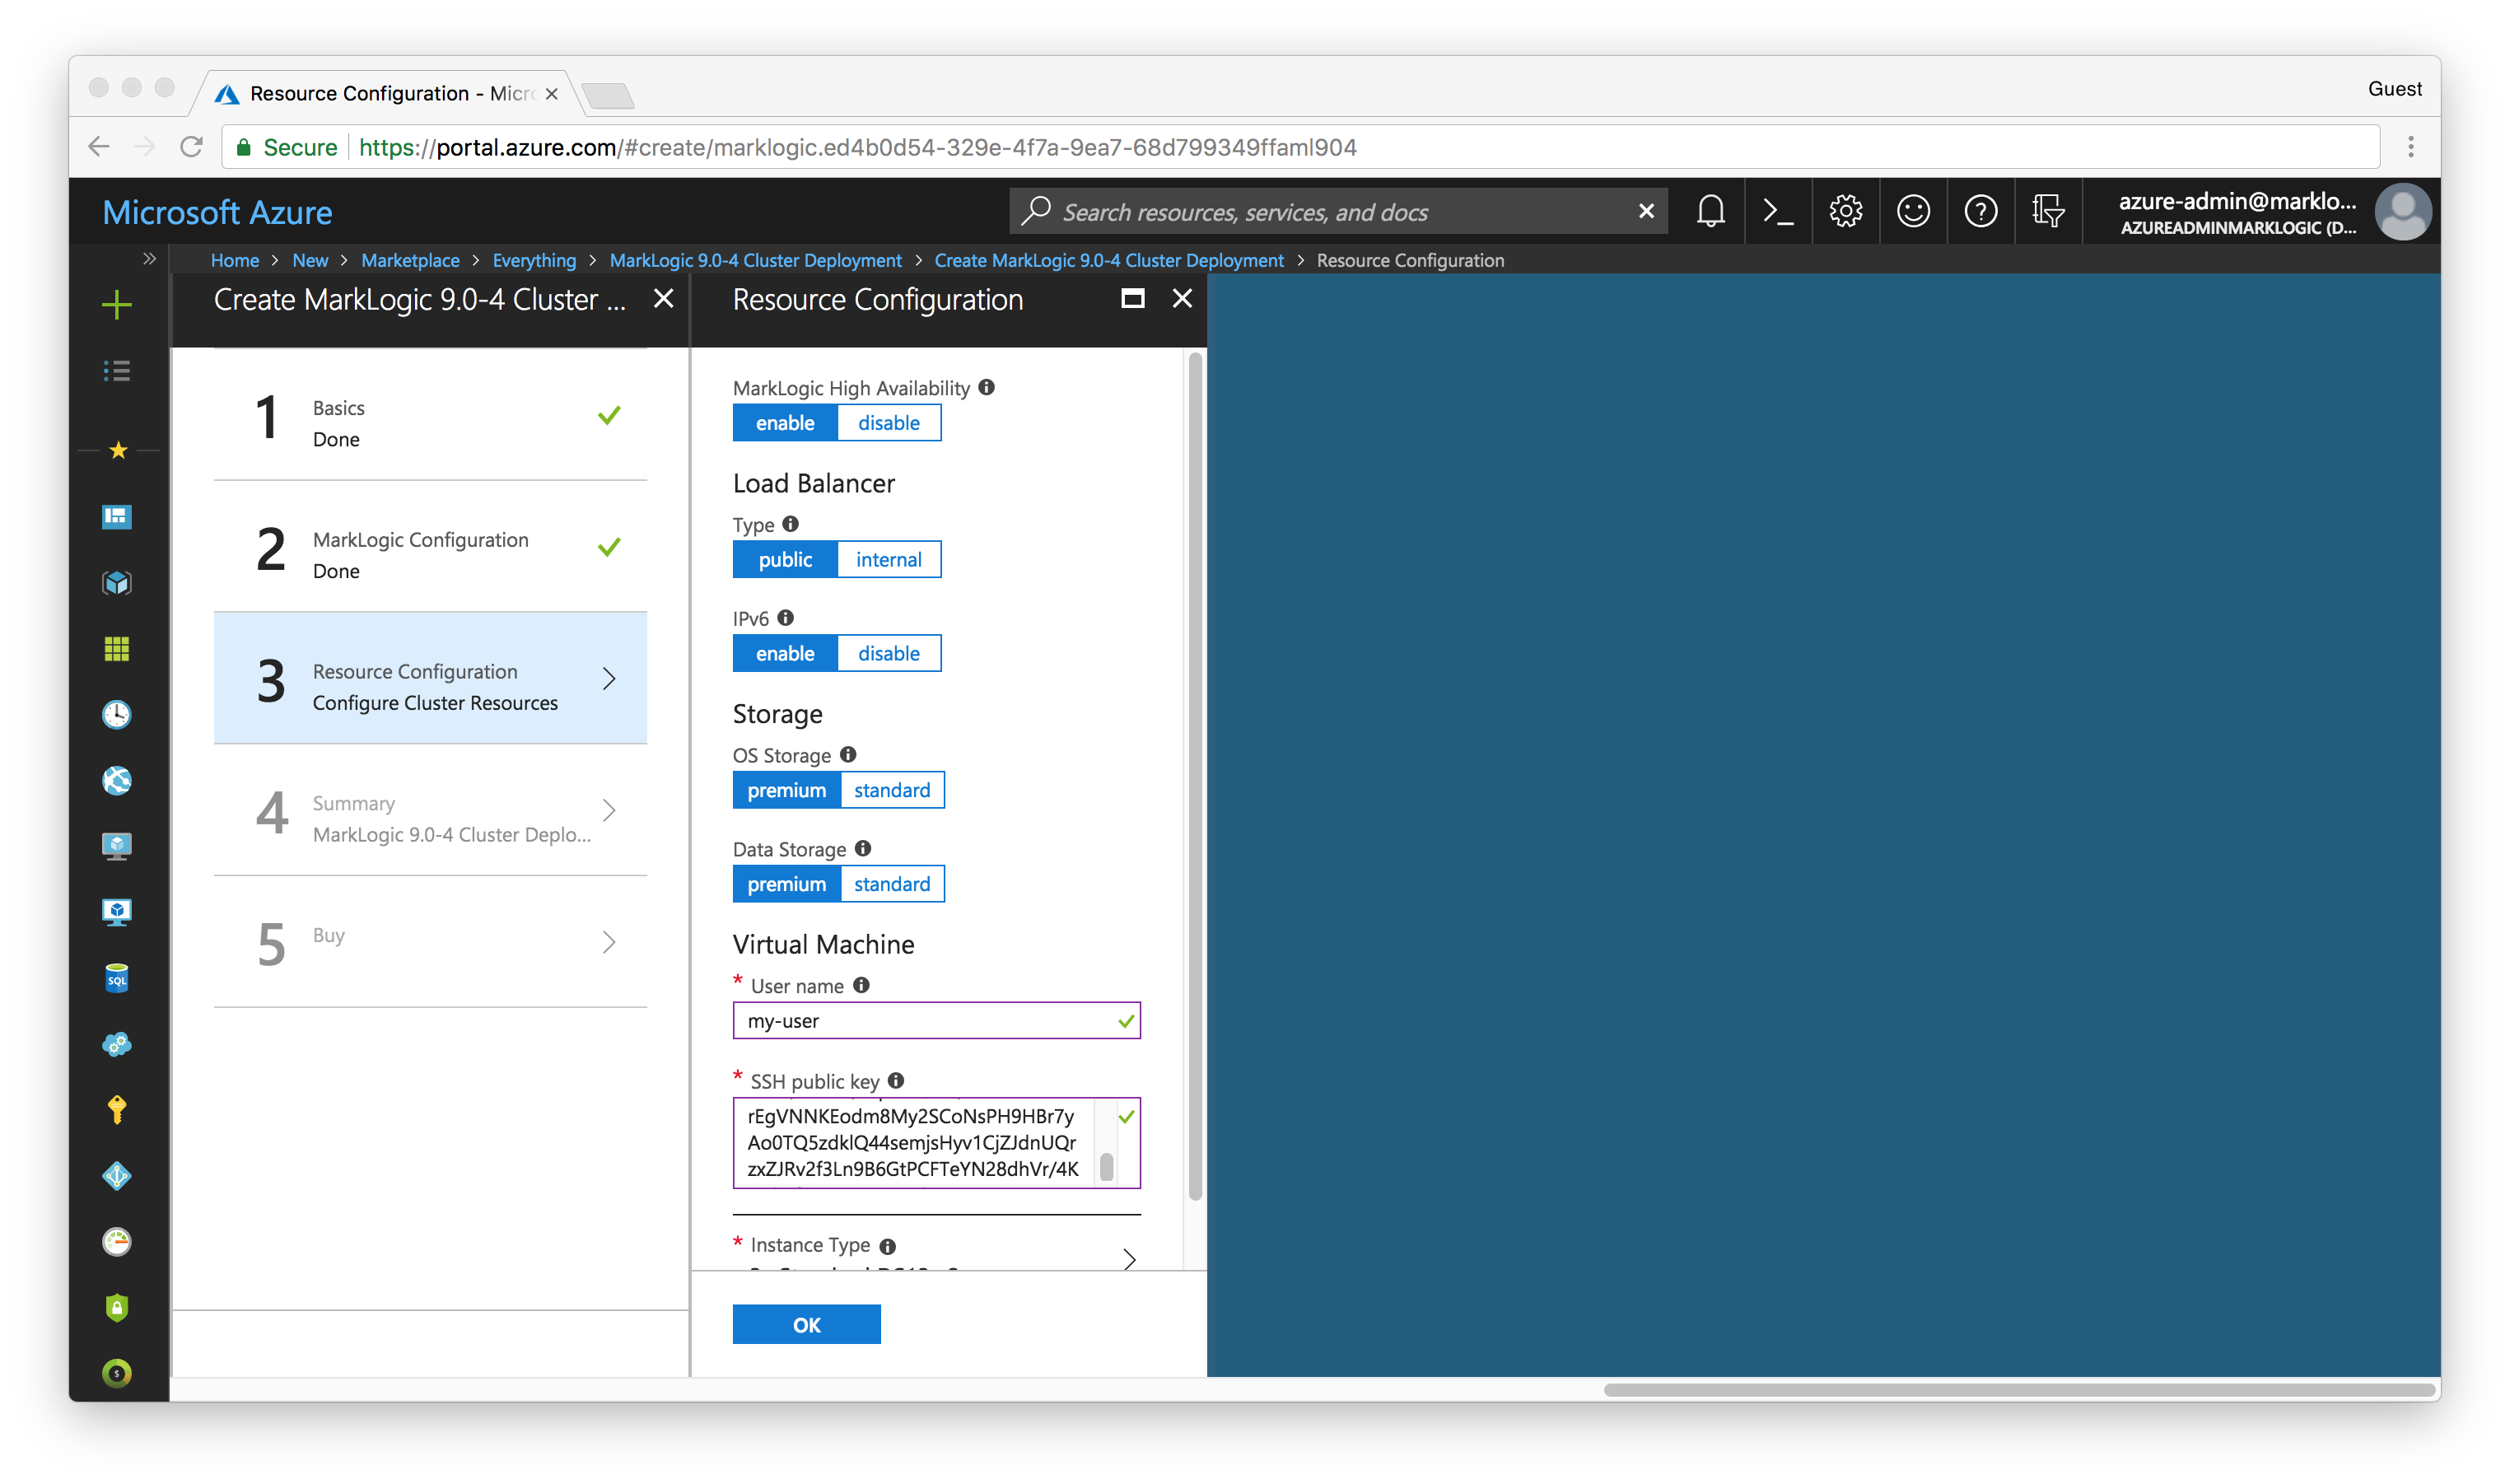 Resource Configuration - Micr
Guest
Secure
https://portal.azure.com/#create/marklogic.ed4b0d54-329e-4f7a-9ea7-68d799349ffaml904
Microsoft Azure
Search resources, services, and docs
azure-admin@marklo...
AZUREADMINMARKLOGIC (D...
Home > New > Marketplace > Everything > MarkLogic 9.0-4 Cluster Deployment > Create MarkLogic 9.0-4 Cluster Deployment > Resource Configuration
Create MarkLogic 9.0-4 Cluster ...
1
Basics
Done
2
MarkLogic Configuration
Done
3
Resource Configuration
Configure Cluster Resources
4
Summary
MarkLogic 9.0-4 Cluster Deplo...
5
Buy
SQL
Resource Configuration
MarkLogic High Availability
enable disable
Load Balancer
Type
public internal
IPv6
enable disable
Storage
OS Storage
premium standard
Data Storage
premium standard
Virtual Machine
* User name
my-user
* SSH public key
rEgVNNKEodm8My2SCoNsPH9HBr7y
Ao0TQ5zdklQ44semjsHyv1CjZJdnUQr
zxZJRv2f3Ln9B6GtPCFTeYN28dhVr/4K
* Instance Type
OK